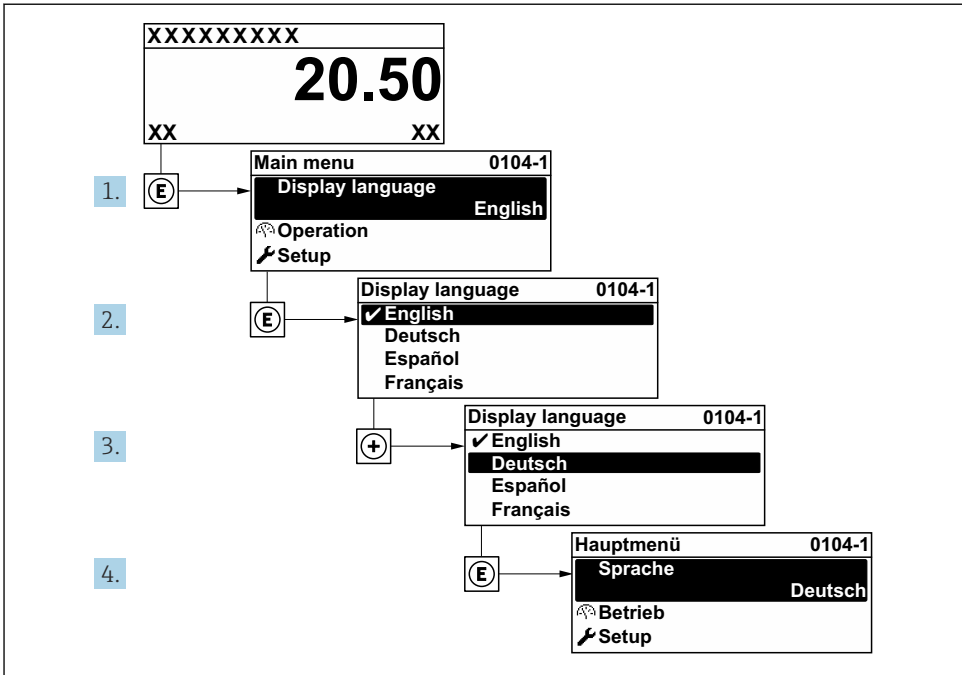 XXXXXXXXX
20.50
XX XX
1. E
Main menu 0104-1
Display language
English
Operation
Setup
2. E
Display language 0104-1
✔English
Deutsch
Español
Français
3. +
Display language 0104-1
✔English
Deutsch
Español
Français
4. E
Hauptmenü 0104-1
Sprache
Deutsch
Betrieb
Setup